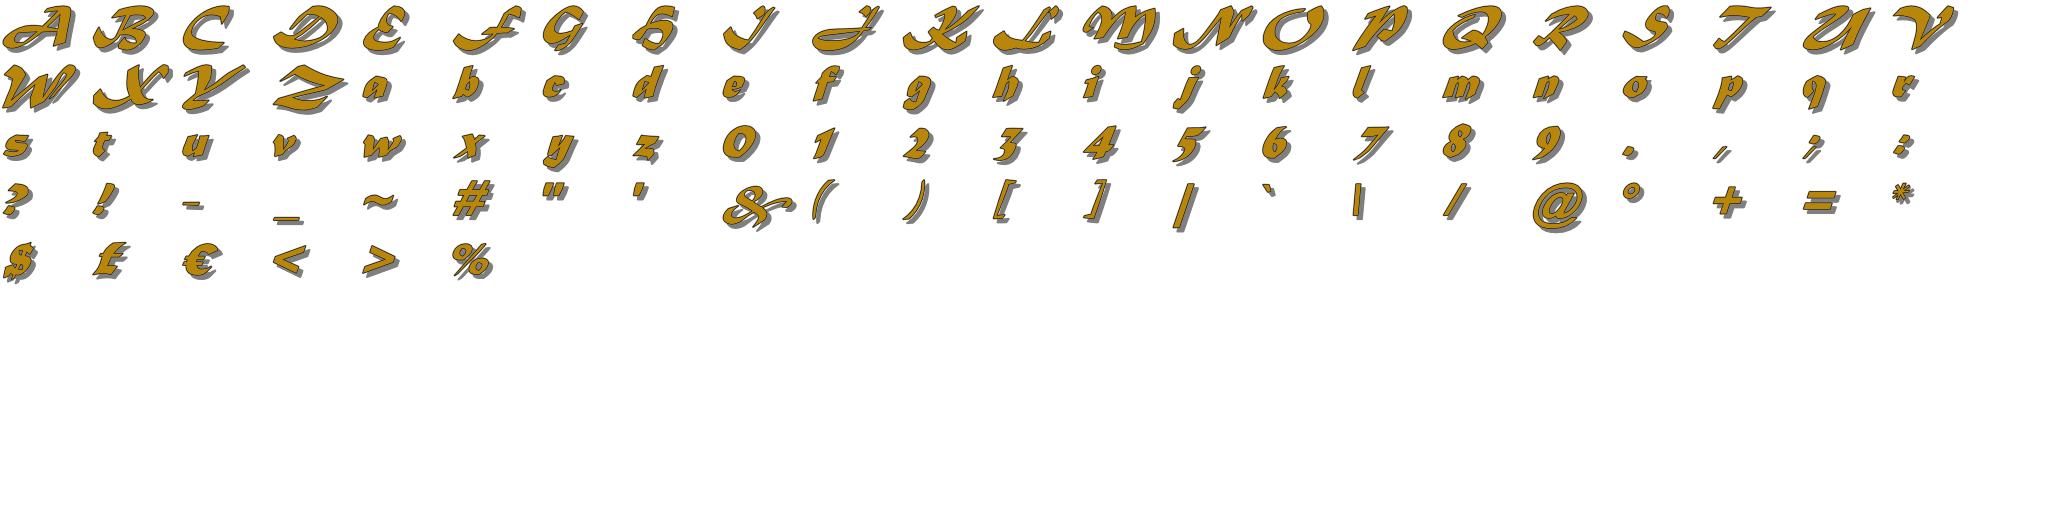 A B C D E F G H I J K L M N O P Q R S T U V
W X Y Z a b c d e f g h i j k l m n o p q r
s t u v w x y z 0 1 2 3 4 5 6 7 8 9 . , ; :
? ! - _ ~ # " ' & ( ) [ ] | ` \ / @ ° + = *
$ £ € < > %